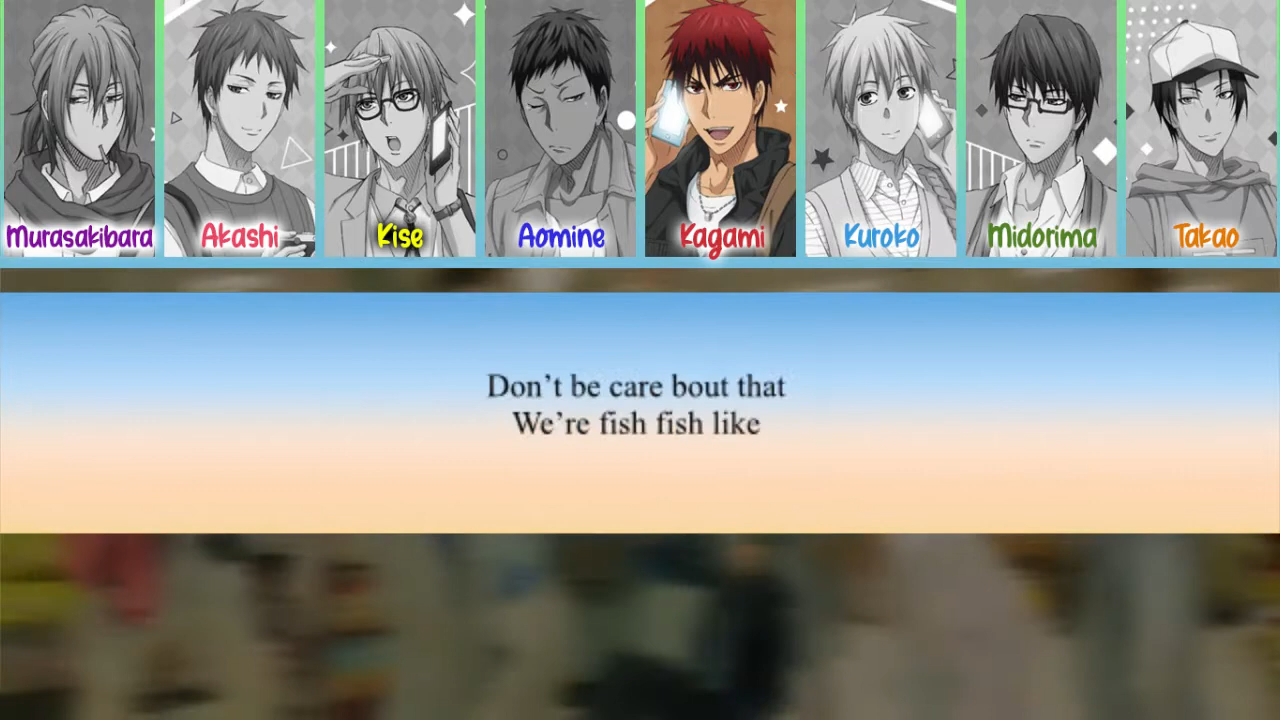 Murasakibara
Akashi
Kise
Aomine
Kagami
Kuroko
Midorima
Takao
Don’t be care bout that
We’re fish fish like